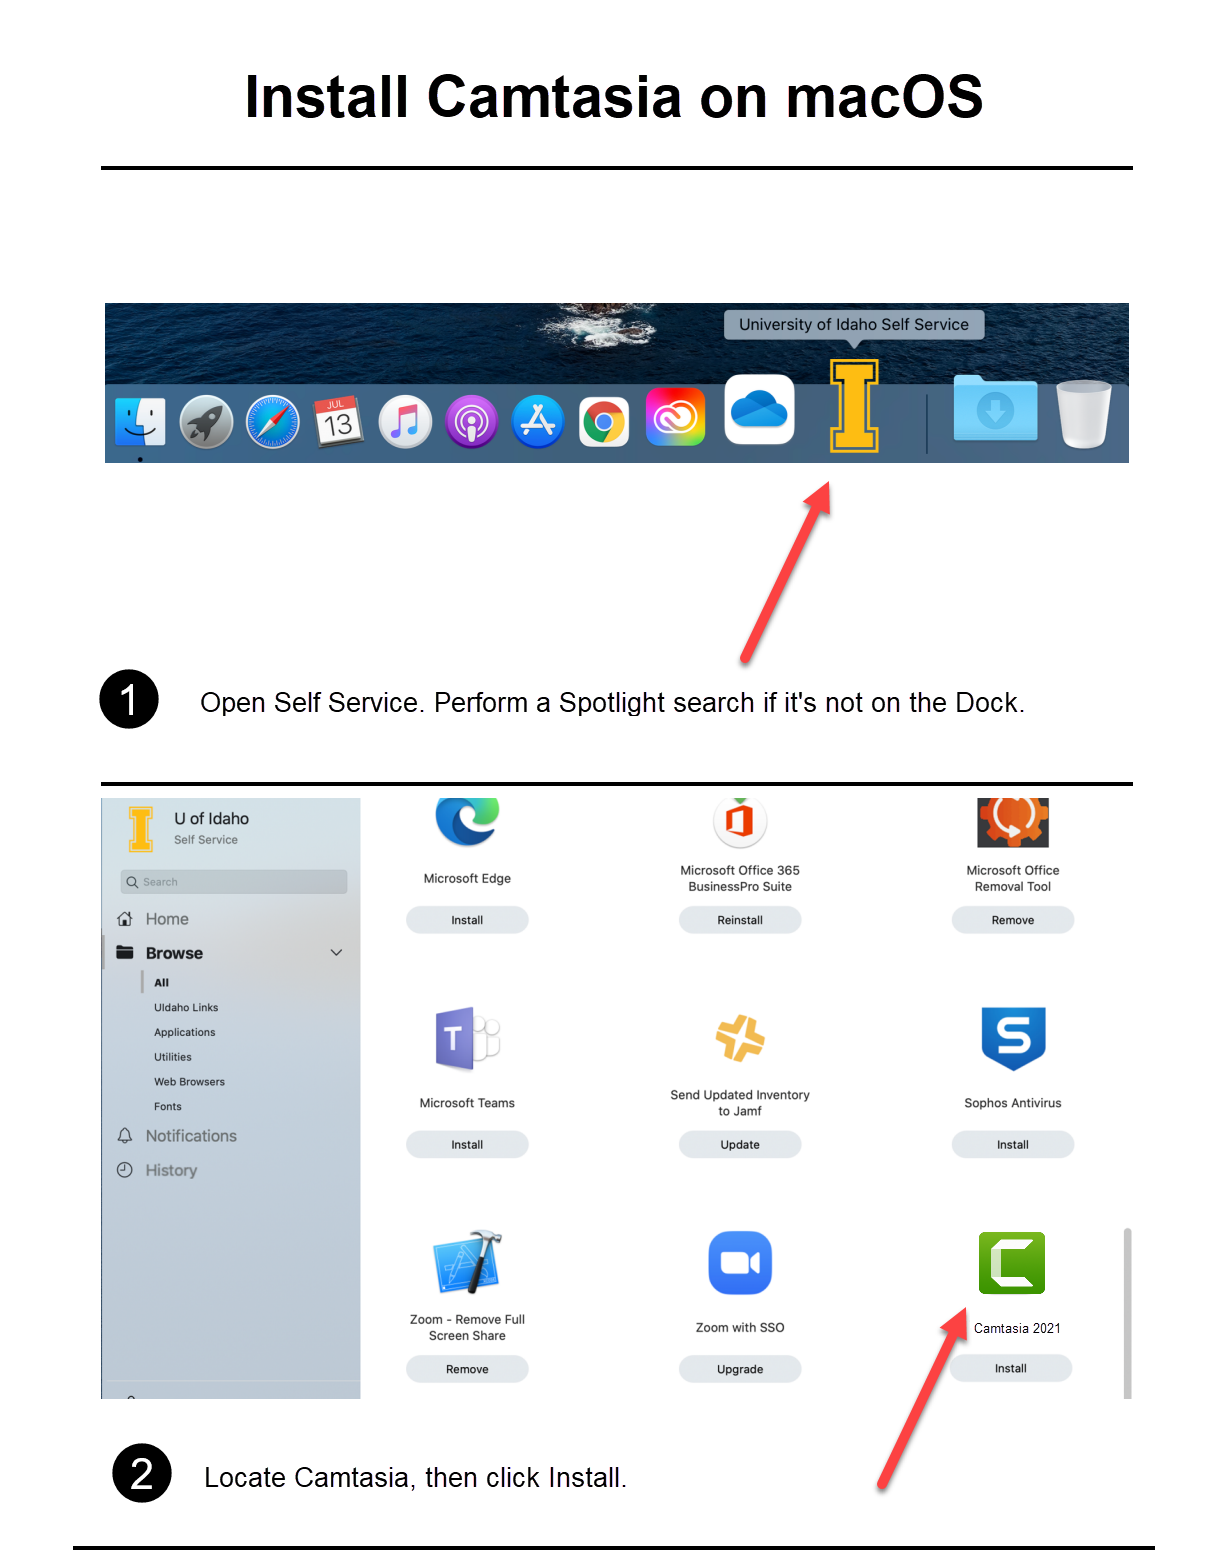 Install Camtasia on macOS
University of Idaho Self Service
JUL
13
1 Open Self Service. Perform a Spotlight search if it's not on the Dock.
U of Idaho
Self Service
Search
Home
Browse
All
UIdaho Links
Applications
Utilities
Web Browsers
Fonts
Notifications
History
Microsoft Edge
Install
Microsoft Office 365
BusinessPro Suite
Reinstall
Microsoft Office
Removal Tool
Remove
T
Microsoft Teams
Install
Send Updated Inventory
to Jamf
Update
S
Sophos Antivirus
Install
Zoom - Remove Full
Screen Share
Remove
Zoom with SSO
Upgrade
C
Camtasia 2021
Install
2 Locate Camtasia, then click Install.